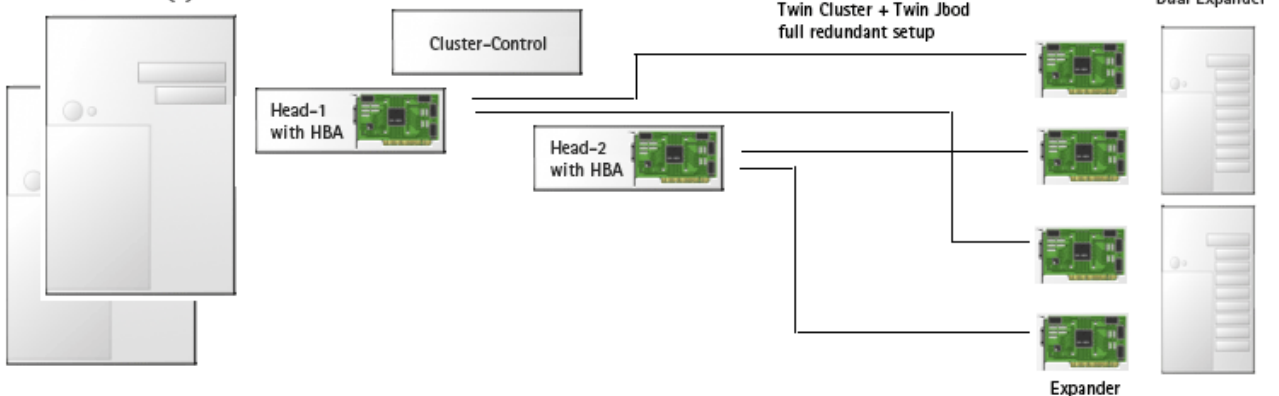 Cluster-Control
Twin Cluster + Twin Jbod
full redundant setup
Dual Expander
Head-1
with HBA
Head-2
with HBA
Expander